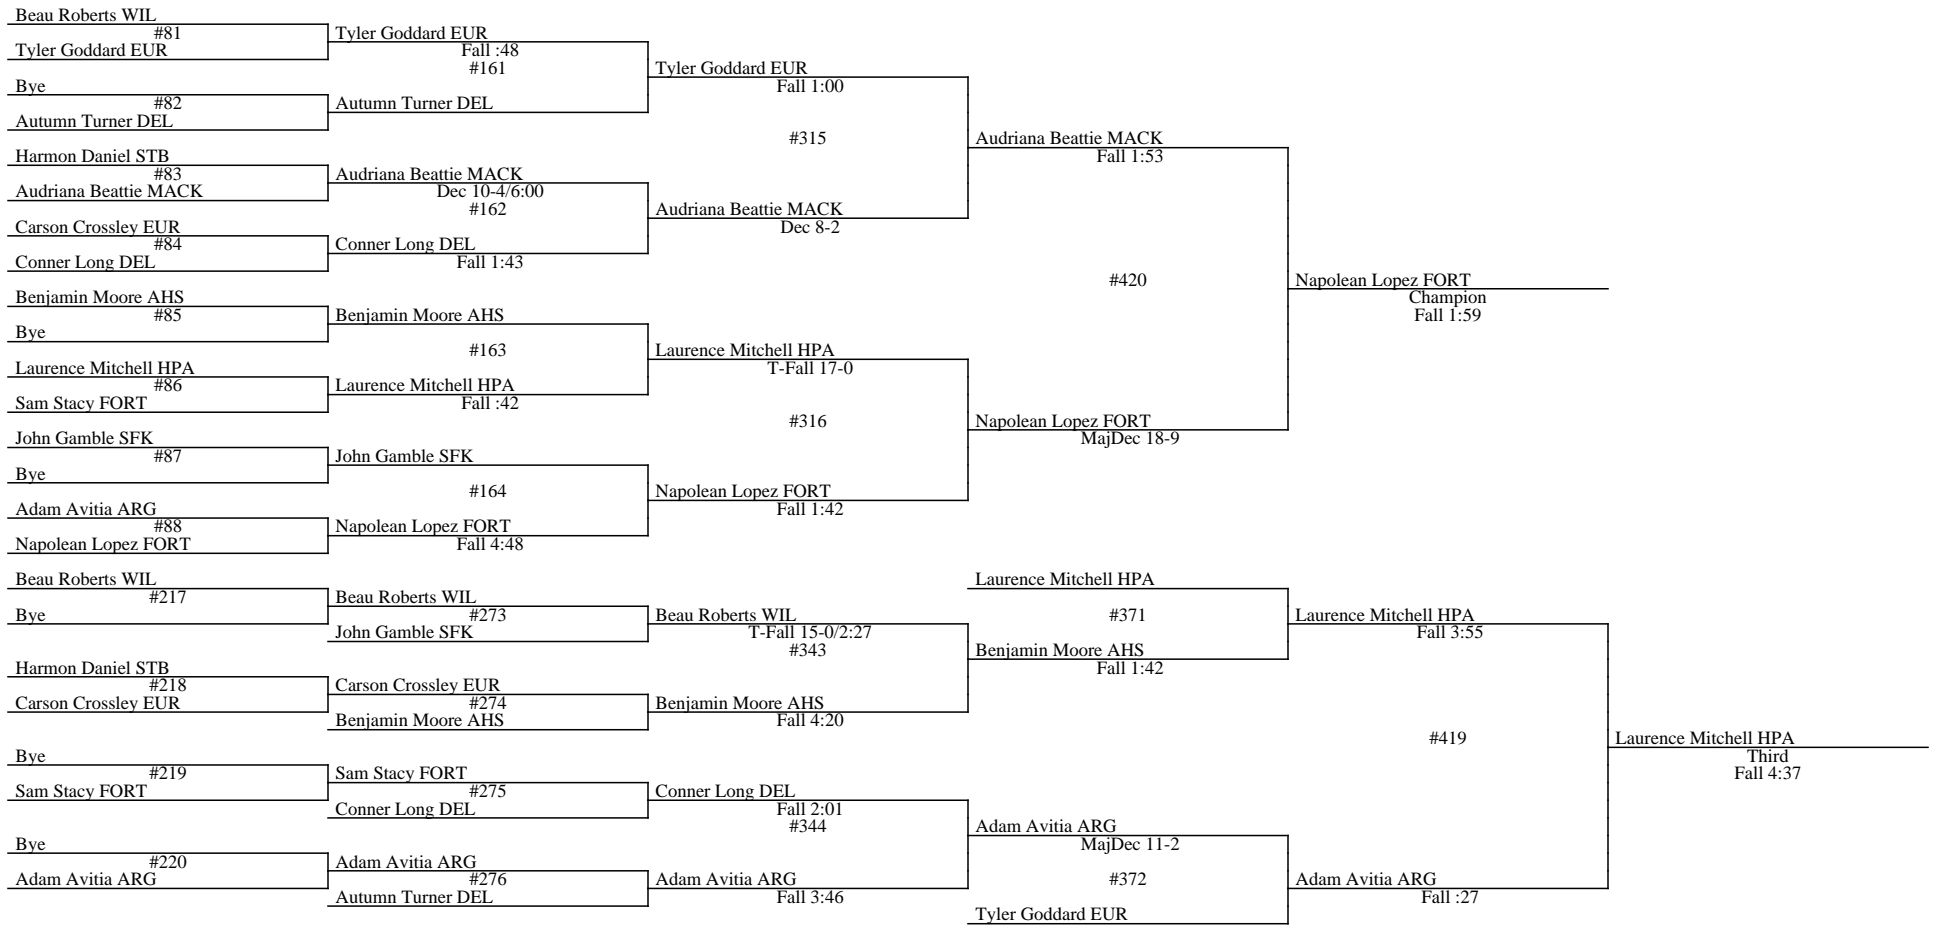 Beau Roberts WIL
#81
Tyler Goddard EUR
Bye
#82
Autumn Turner DEL
Harmon Daniel STB
#83
Audriana Beattie MACK
Carson Crossley EUR
#84
Conner Long DEL
Benjamin Moore AHS
#85
Bye
Laurence Mitchell HPA
#86
Sam Stacy FORT
John Gamble SFK
#87
Bye
Adam Avitia ARG
#88
Napolean Lopez FORT
Tyler Goddard EUR
Fall :48
#161
Autumn Turner DEL
Audriana Beattie MACK
Dec 10-4/6:00
#162
Conner Long DEL
Fall 1:43
Benjamin Moore AHS
#163
Laurence Mitchell HPA
Fall :42
John Gamble SFK
#164
Napolean Lopez FORT
Fall 4:48
Tyler Goddard EUR
Fall 1:00
#315
Audriana Beattie MACK
Dec 8-2
Laurence Mitchell HPA
T-Fall 17-0
#316
Napolean Lopez FORT
Fall 1:42
Audriana Beattie MACK
Fall 1:53
#420
Napolean Lopez FORT
MajDec 18-9
Napolean Lopez FORT
Champion
Fall 1:59
Beau Roberts WIL
#217
Bye
Harmon Daniel STB
#218
Carson Crossley EUR
Bye
#219
Sam Stacy FORT
Bye
#220
Adam Avitia ARG
Beau Roberts WIL
#273
John Gamble SFK
Carson Crossley EUR
#274
Benjamin Moore AHS
Sam Stacy FORT
#275
Conner Long DEL
Adam Avitia ARG
#276
Autumn Turner DEL
Beau Roberts WIL
T-Fall 15-0/2:27
#343
Benjamin Moore AHS
Fall 4:20
Conner Long DEL
Fall 2:01
#344
Adam Avitia ARG
Fall 3:46
Laurence Mitchell HPA
#371
Benjamin Moore AHS
Fall 1:42
Adam Avitia ARG
MajDec 11-2
#372
Tyler Goddard EUR
Laurence Mitchell HPA
Fall 3:55
#419
Adam Avitia ARG
Fall :27
Laurence Mitchell HPA
Third
Fall 4:37